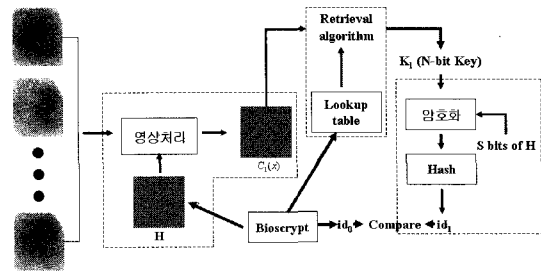 Retrieval
algorithm
K₁ (N-bit Key)
Lookup
table
영상처리
C₁(x)
암호화
S bits of H
Hash
H
Bioscrypt
id₀
Compare
id₁